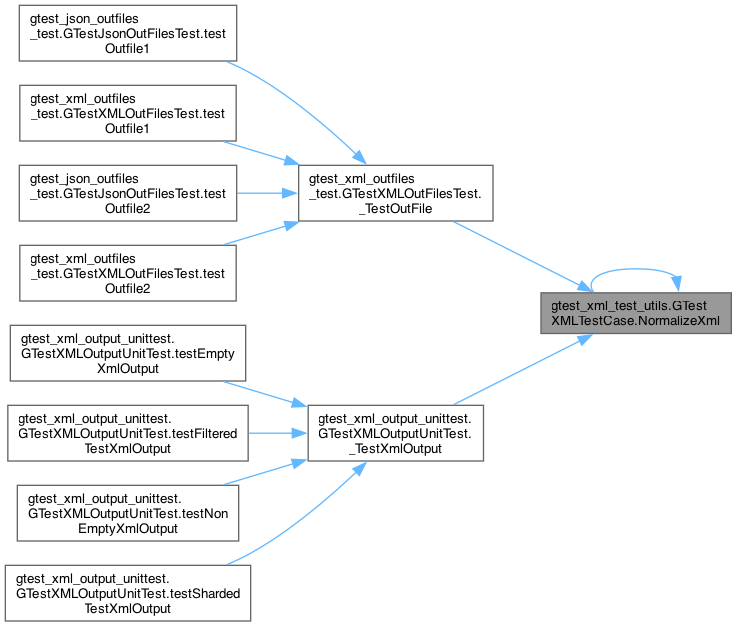 gtest_json_outfiles
_test.GTestJsonOutFilesTest.test
Outfile1
gtest_xml_outfiles
_test.GTestXMLOutFilesTest.test
Outfile1
gtest_json_outfiles
_test.GTestJsonOutFilesTest.test
Outfile2
gtest_xml_outfiles
_test.GTestXMLOutFilesTest.test
Outfile2
gtest_xml_outfiles
_test.GTestXMLOutFilesTest.
_TestOutFile
gtest_xml_test_utils.GTest
XMLTestCase.NormalizeXml
gtest_xml_output_unittest.
GTestXMLOutputUnitTest.testEmpty
XmlOutput
gtest_xml_output_unittest.
GTestXMLOutputUnitTest.testFiltered
TestXmlOutput
gtest_xml_output_unittest.
GTestXMLOutputUnitTest.
_TestXmlOutput
gtest_xml_output_unittest.
GTestXMLOutputUnitTest.testNon
EmptyXmlOutput
gtest_xml_output_unittest.
GTestXMLOutputUnitTest.testSharded
TestXmlOutput